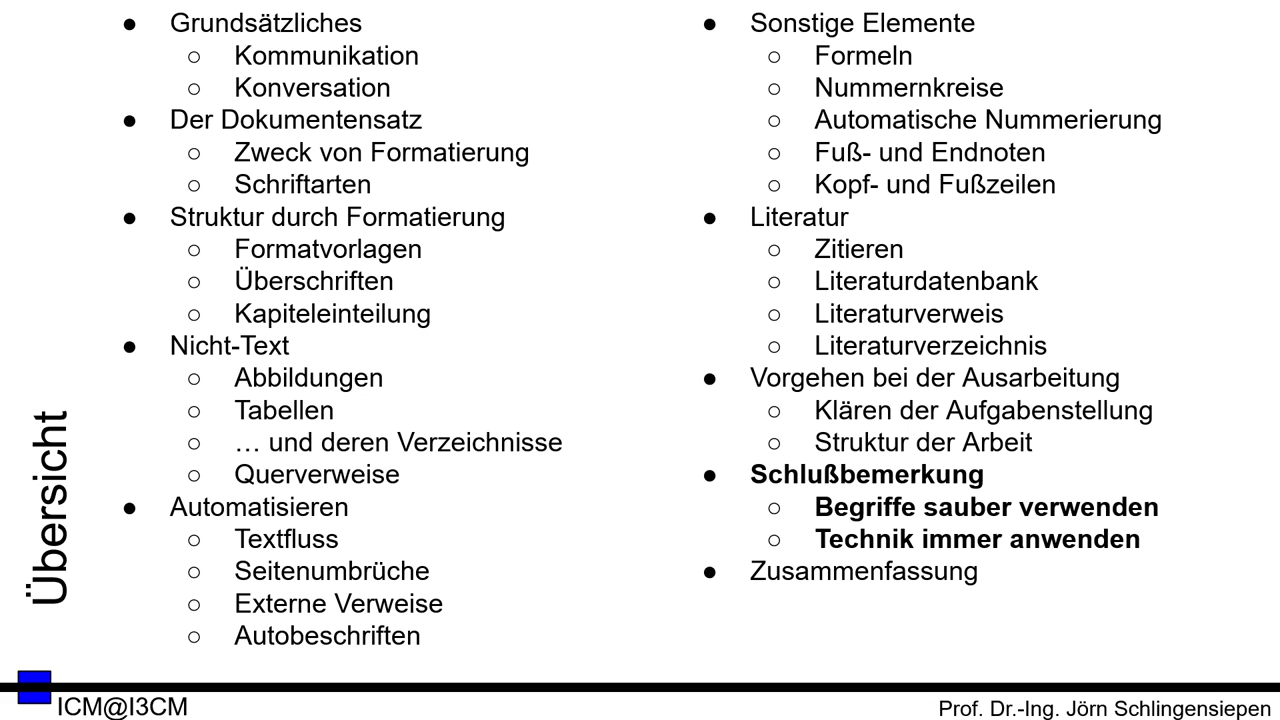 Übersicht
● Grundsätzliches
○ Kommunikation
○ Konversation
● Der Dokumentensatz
○ Zweck von Formatierung
○ Schriftarten
● Struktur durch Formatierung
○ Formatvorlagen
○ Überschriften
○ Kapiteleinteilung
● Nicht-Text
○ Abbildungen
○ Tabellen
○ … und deren Verzeichnisse
○ Querverweise
● Automatisieren
○ Textfluss
○ Seitenumbrüche
○ Externe Verweise
○ Autobeschriften
● Sonstige Elemente
○ Formeln
○ Nummernkreise
○ Automatische Nummerierung
○ Fuß- und Endnoten
○ Kopf- und Fußzeilen
● Literatur
○ Zitieren
○ Literaturdatenbank
○ Literaturverweis
○ Literaturverzeichnis
● Vorgehen bei der Ausarbeitung
○ Klären der Aufgabenstellung
○ Struktur der Arbeit
● Schlußbemerkung
○ Begriffe sauber verwenden
○ Technik immer anwenden
● Zusammenfassung
ICM@I3CM
Prof. Dr.-Ing. Jörn Schlingensiepen